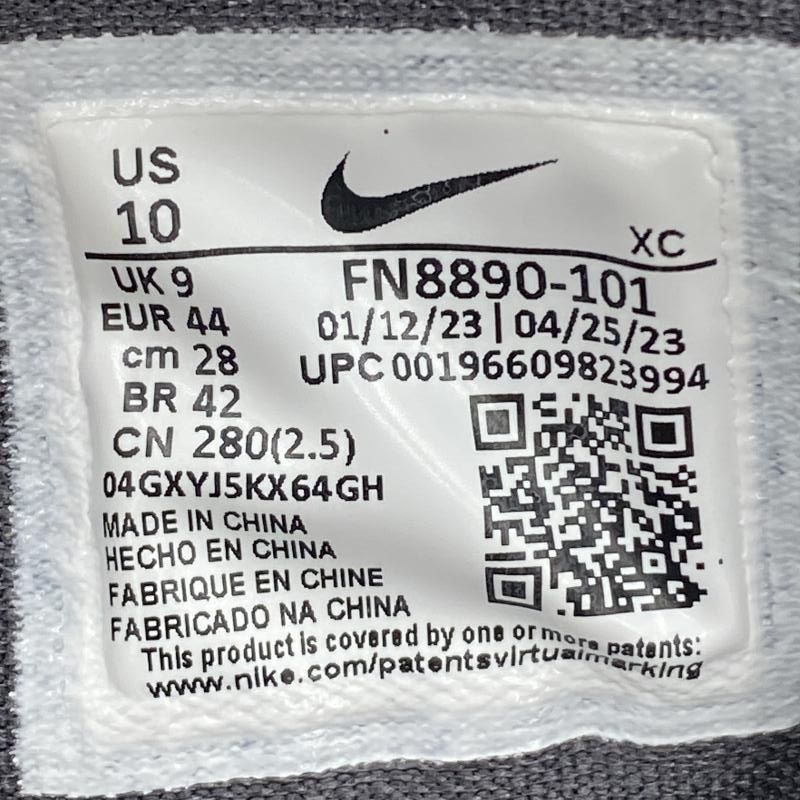 US
10
XC
UK 9
FN8890-101
EUR 44
01/12/23 | 04/25/23
cm 28
UPC 00196609823994
BR 42
CN 280(2.5)
04GXYJ5KX64GH
MADE IN CHINA
HECHO EN CHINA
FABRIQUE EN CHINE
FABRICADO NA CHINA
This product is covered by one or more patents:
www.nike.com/patentsvirtualmarking